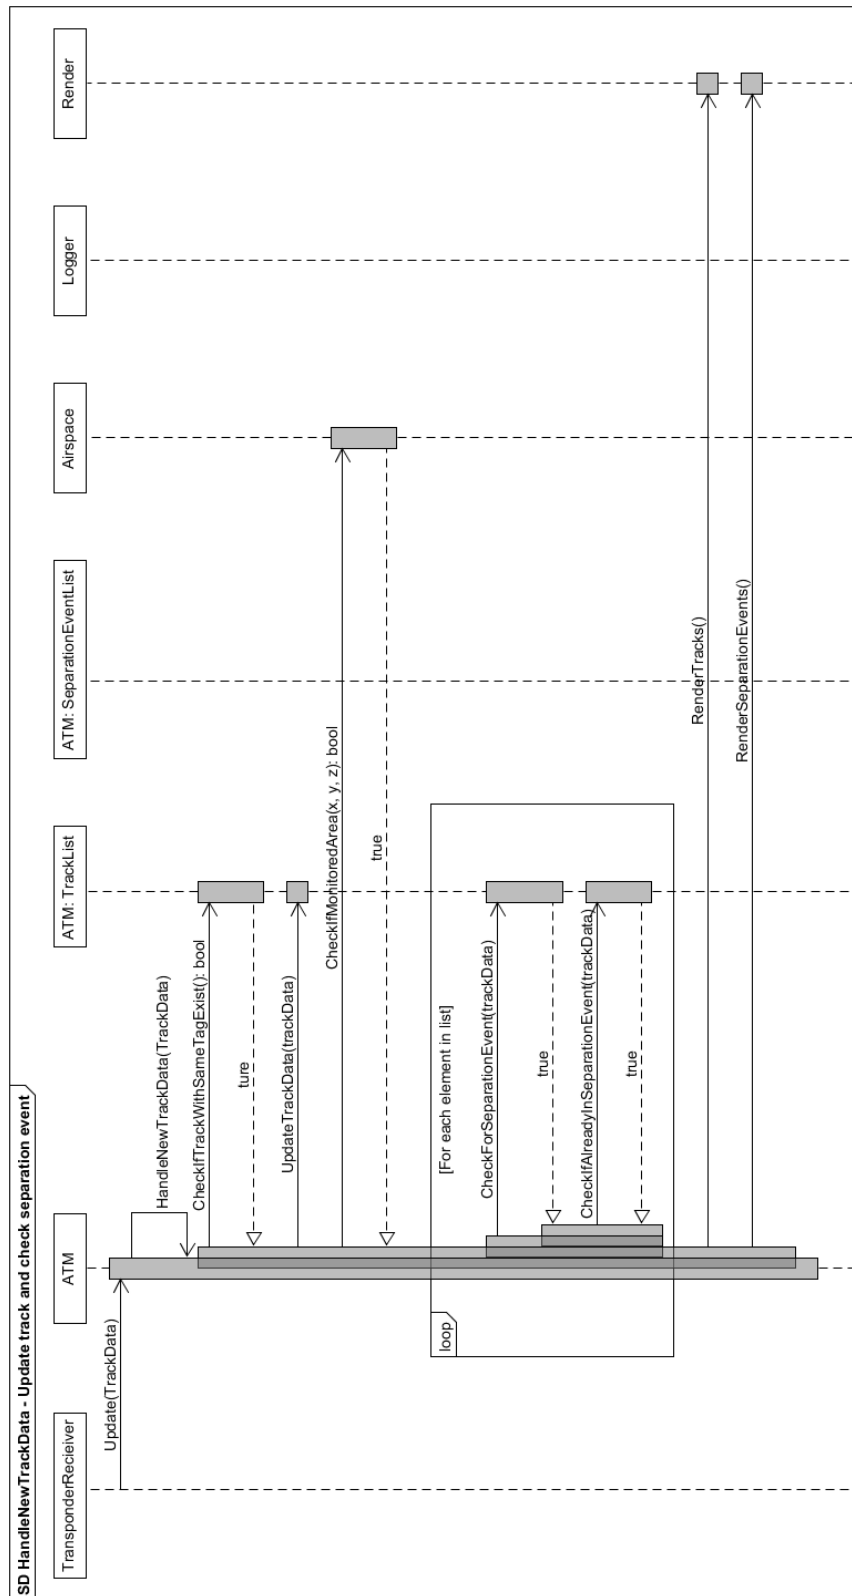 SD HandleNewTrackData - Update track and check separation event
TransponderRecieiver
ATM
ATM: TrackList
ATM: SeparationEventList
Airspace
Logger
Render
Update(TrackData)
HandleNewTrackData(TrackData)
CheckIfTrackWithSameTagExist(): bool
ture
UpdateTrackData(trackData)
CheckIfMonitoredArea(x, y, z): bool
true
loop
[For each element in list]
CheckForSeparationEvent(trackData)
true
CheckIfAlreadyInSeparationEvent(trackData)
true
RenderTracks()
RenderSeparationEvents()